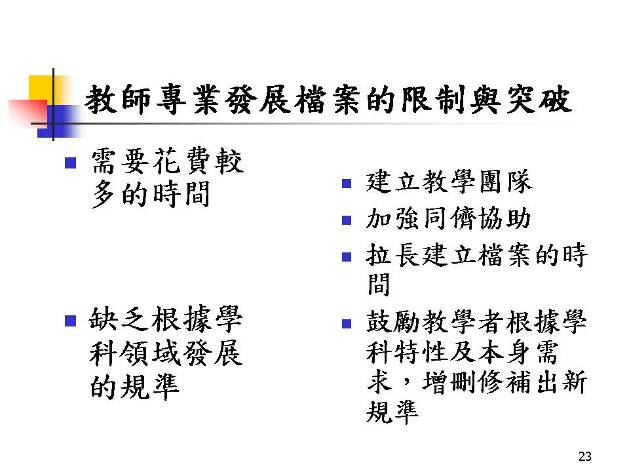 教師專業發展檔案的限制與突破
需要花費較
多的時間
缺乏根據學
科領域發展
的規準
建立教學團隊
加強同儕協助
拉長建立檔案的時
間
鼓勵教學者根據學
科特性及本身需
求，增刪修補出新
規準
23